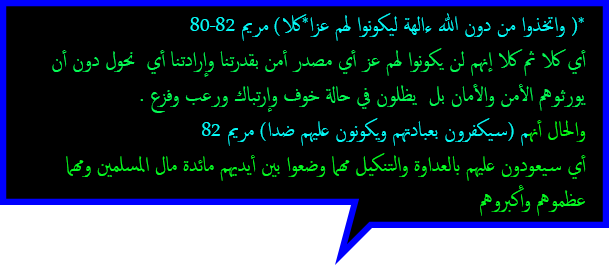 *( واتخذوا من دون الله ءالهة ليكونوا لهم عزا*كلا) مريم 82-80
أي كلا ثم كلا إنهم لن يكونوا لهم عز أي مصدر أمن بقدرتنا وإرادتنا أي نحول دون أن
يورثوهم الأمن والأمان بل يظلون في حالة خوف وإرتباك ورعب وفزع .
والحال أنهم (سيكفرون بعبادتهم ويكونون عليهم ضدا) مريم 82
أي سيعودون عليهم بالعداوة والتنكيل مهما وضعوا بين أيديهم مائدة مال المسلمين ومهما
عظموهم وأكبروهم